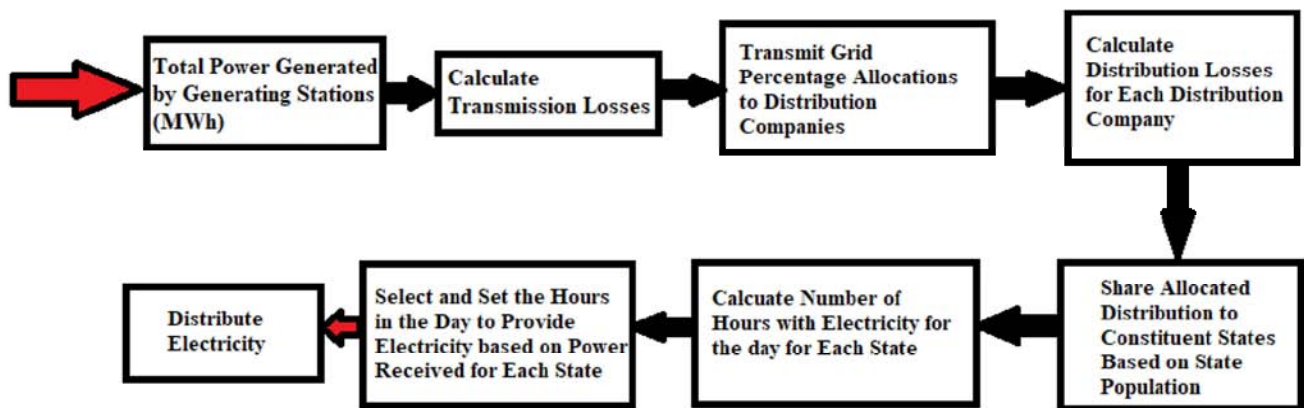 Total Power Generated
by Generating Stations
(MWh)
Calculate
Transmission Losses
Transmit Grid
Percentage Allocations
to Distribution
Companies
Calculate
Distribution Losses
for Each Distribution
Company
Share Allocated
Distribution to
Constituent States
Based on State
Population
Calcuate Number of
Hours with Electricity for
the day for Each State
Select and Set the Hours
in the Day to Provide
Electricity based on Power
Received for Each State
Distribute
Electricity